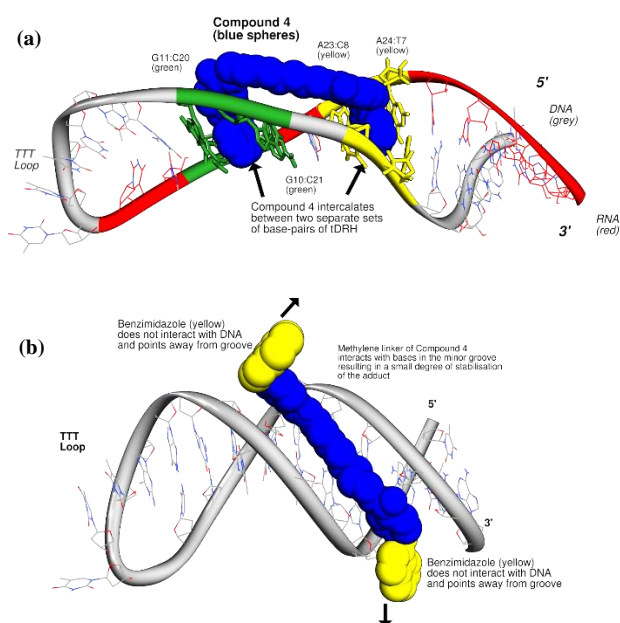 (a)
Compound 4
(blue spheres)
G11:C20
(green)
A23:C8
(yellow)
A24:T7
(yellow)
5'
DNA
(grey)
TTT
Loop
G10:C21
(green)
Compound 4 intercalates
between two separate sets
of base-pairs of tDRH
3'
RNA
(red)
(b)
Benzimidazole (yellow)
does not interact with DNA
and points away from groove
Methylene linker of Compound 4
interacts with bases in the minor groove
resulting in a small degree of stabilisation
of the adduct
5'
TTT
Loop
3'
Benzimidazole (yellow)
does not interact with DNA
and points away from groove